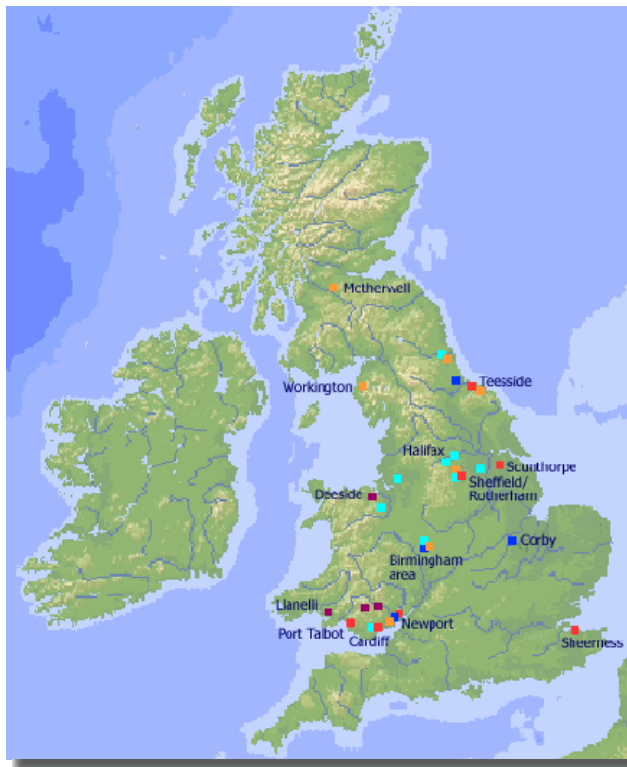 Motherwell
Teesside
Workington
Halifax
Scunthorpe
Sheffield/
Rotherham
Deeside
Corby
Birmingham
area
Llanelli
Newport
Port Talbot
Cardiff
Sheerness